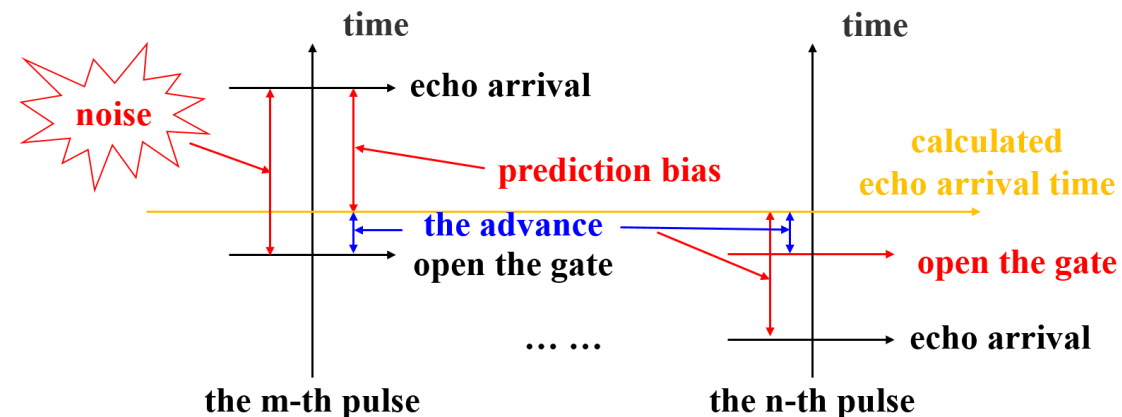 time
time
echo arrival
noise
calculated
echo arrival time
prediction bias
the advance
open the gate
open the gate
echo arrival
... ...
the m-th pulse
the n-th pulse